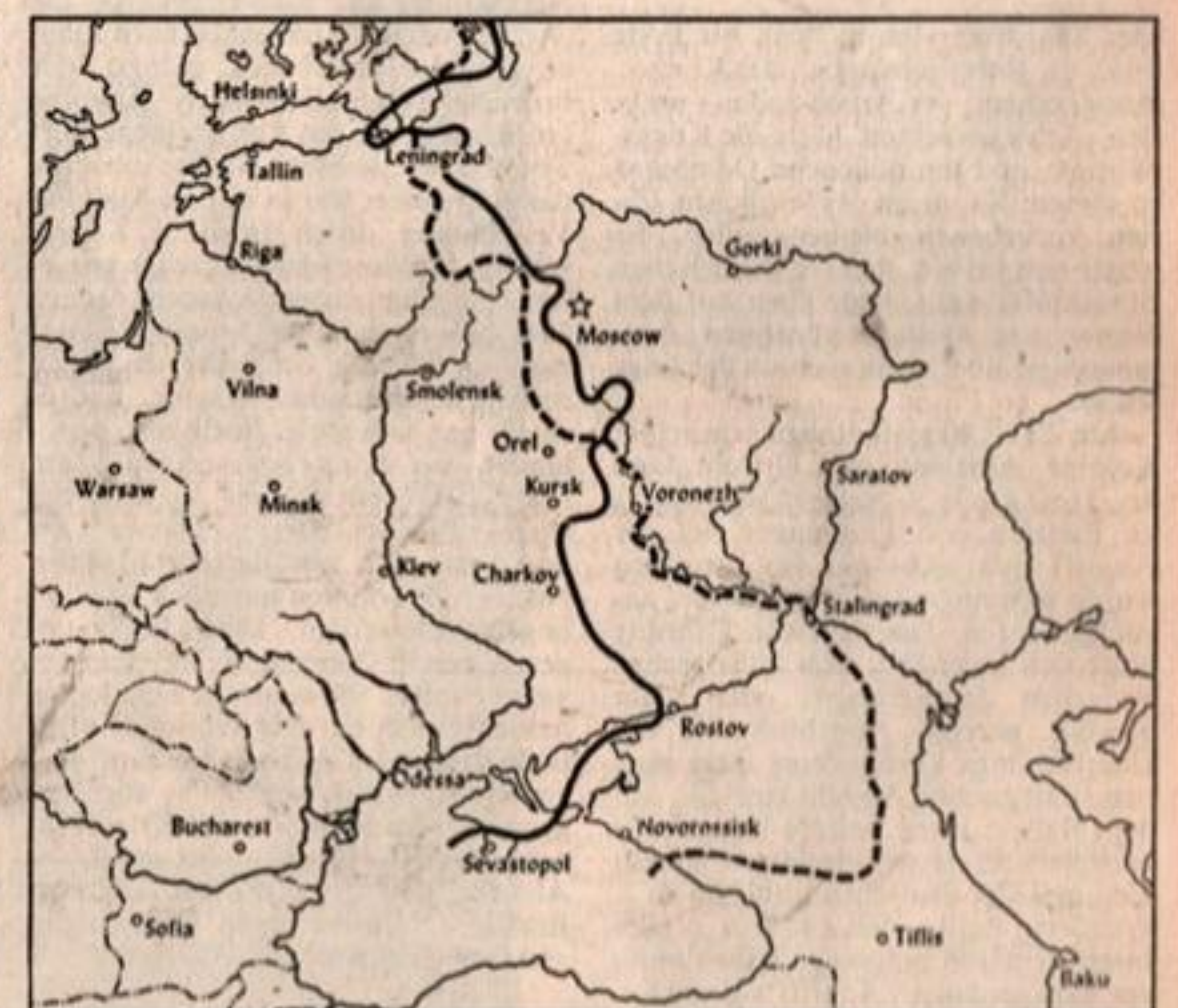 Helsinki
Leningrad
Tallin
Riga
Gorki
Moscow
Vilna
Smolensk
Orel
Warsaw
Minsk
Kursk
Voronezh
Saratov
Kiev
Charkov
Stalingrad
Rostov
Odessa
Bucharest
Novorossisk
Sevastopol
Sofia
Tiflis
Baku